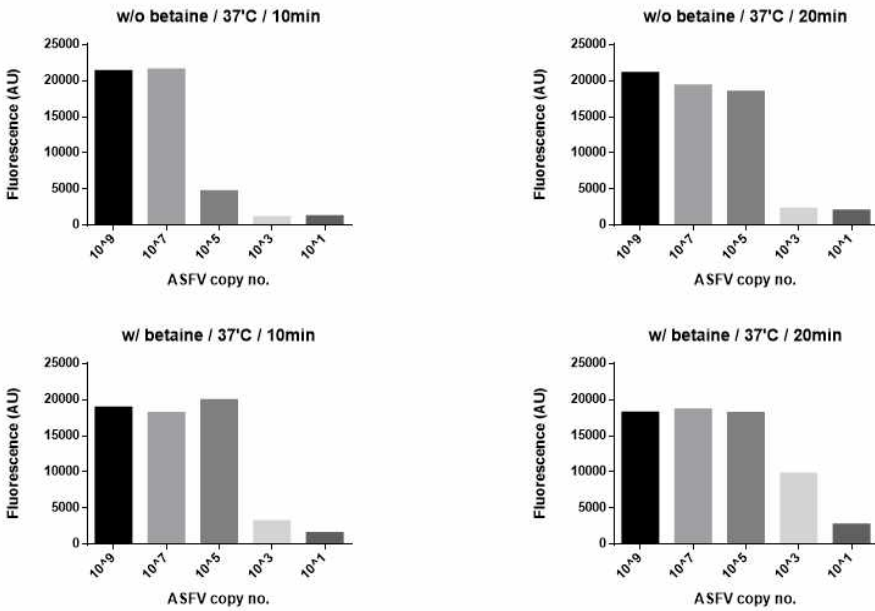 w/o betaine / 37'C / 10min
Fluorescence (AU)
25000
20000
15000
10000
5000
0
10^9 10^7 10^5 10^3 10^1
ASFV copy no.
w/o betaine / 37'C / 20min
Fluorescence (AU)
25000
20000
15000
10000
5000
0
10^9 10^7 10^5 10^3 10^1
ASFV copy no.
w/ betaine / 37'C / 10min
Fluorescence (AU)
25000
20000
15000
10000
5000
0
10^9 10^7 10^5 10^3 10^1
ASFV copy no.
w/ betaine / 37'C / 20min
Fluorescence (AU)
25000
20000
15000
10000
5000
0
10^9 10^7 10^5 10^3 10^1
ASFV copy no.